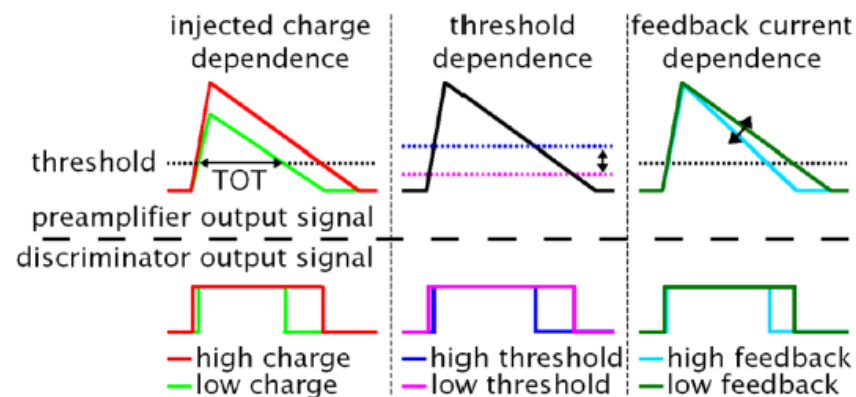 injected charge dependence
threshold dependence
feedback current dependence
threshold
TOT
preamplifier output signal
discriminator output signal
high charge
low charge
high threshold
low threshold
high feedback
low feedback